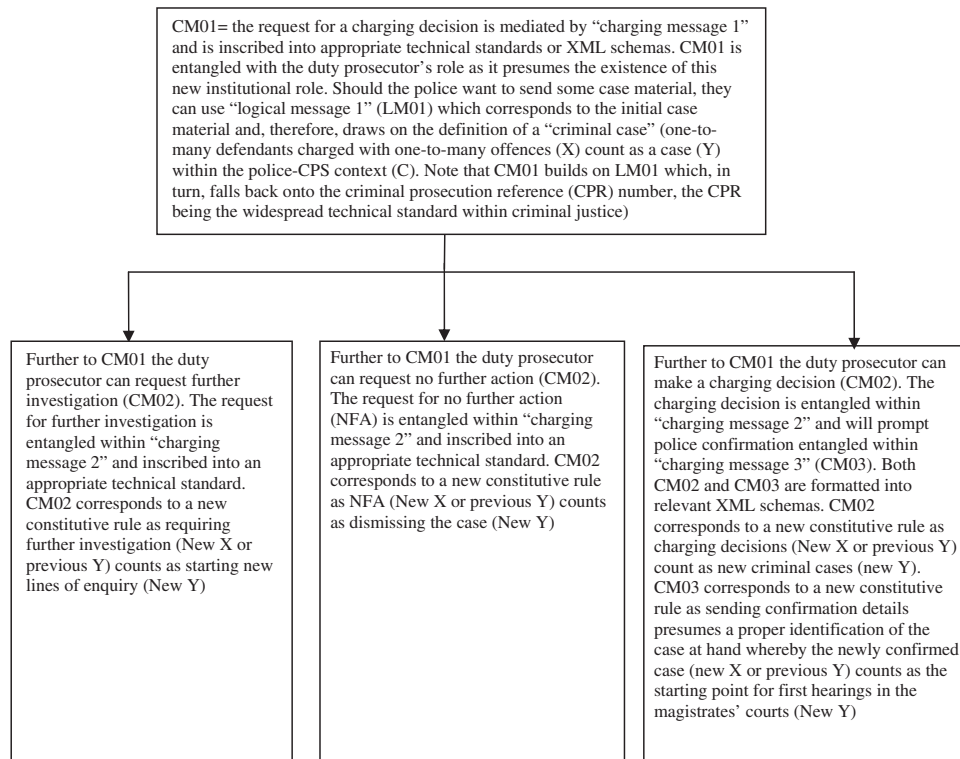 CM01= the request for a charging decision is mediated by “charging message 1”
and is inscribed into appropriate technical standards or XML schemas. CM01 is
entangled with the duty prosecutor’s role as it presumes the existence of this
new institutional role. Should the police want to send some case material, they
can use “logical message 1” (LM01) which corresponds to the initial case
material and, therefore, draws on the definition of a “criminal case” (one-to-
many defendants charged with one-to-many offences (X) count as a case (Y)
within the police-CPS context (C). Note that CM01 builds on LM01 which, in
turn, falls back onto the criminal prosecution reference (CPR) number, the CPR
being the widespread technical standard within criminal justice)
Further to CM01 the duty
prosecutor can request further
investigation (CM02). The request
for further investigation is
entangled within “charging
message 2” and inscribed into an
appropriate technical standard.
CM02 corresponds to a new
constitutive rule as requiring
further investigation (New X or
previous Y) counts as starting new
lines of enquiry (New Y)
Further to CM01 the duty prosecutor
can request no further action (CM02).
The request for no further action
(NFA) is entangled within “charging
message 2” and inscribed into an
appropriate technical standard. CM02
corresponds to a new constitutive rule
as NFA (New X or previous Y) counts
as dismissing the case (New Y)
Further to CM01 the duty prosecutor can
make a charging decision (CM02). The
charging decision is entangled within
“charging message 2” and will prompt
police confirmation entangled within
“charging message 3” (CM03). Both
CM02 and CM03 are formatted into
relevant XML schemas. CM02
corresponds to a new constitutive rule as
charging decisions (New X or previous Y)
count as new criminal cases (new Y).
CM03 corresponds to a new constitutive
rule as sending confirmation details
presumes a proper identification of the
case at hand whereby the newly confirmed
case (new X or previous Y) counts as the
starting point for first hearings in the
magistrates’ courts (New Y)